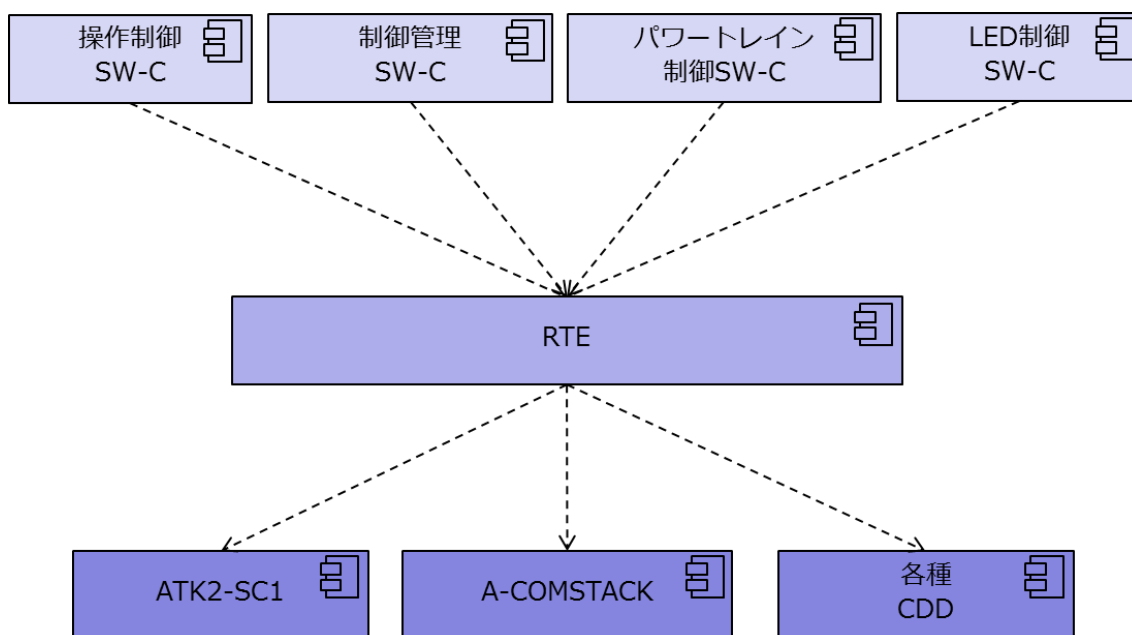 操作制御
SW-C
制御管理
SW-C
パワートレイン
制御SW-C
LED制御
SW-C
RTE
ATK2-SC1
A-COMSTACK
各種
CDD